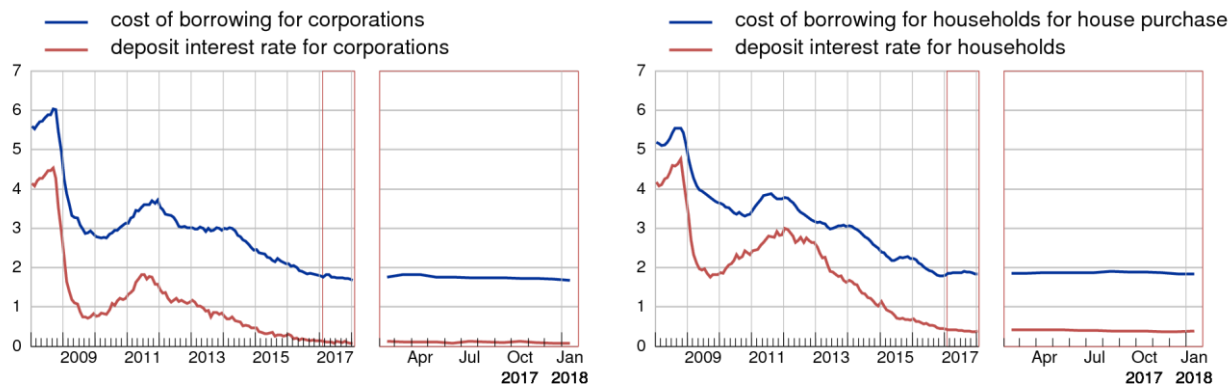 cost of borrowing for corporations
deposit interest rate for corporations
7
6
5
4
3
2
1
0
2009 2011 2013 2015 2017
Apr Jul Oct Jan
2017 2018
cost of borrowing for households for house purchase
deposit interest rate for households
7
6
5
4
3
2
1
0
2009 2011 2013 2015 2017
Apr Jul Oct Jan
2017 2018